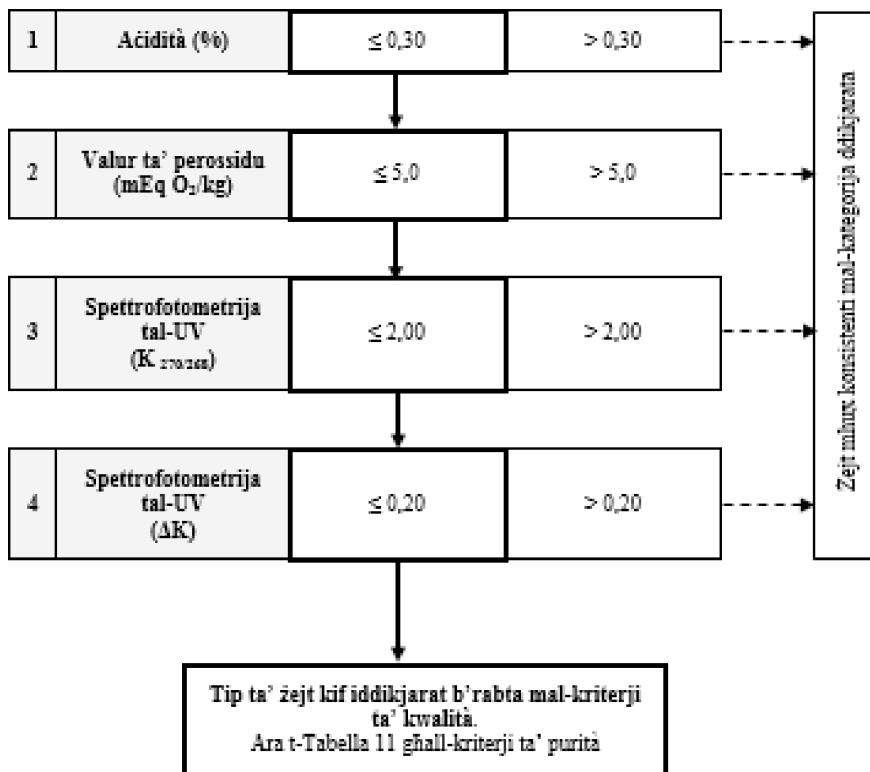 1 Aċidità (%) ≤ 0,30 > 0,30
2 Valur ta’ perossidu
(mEq O₂/kg) ≤ 5,0 > 5,0
3 Spettrofotometrija
tal-UV
(K 270/268) ≤ 2,00 > 2,00
4 Spettrofotometrija
tal-UV
(ΔK) ≤ 0,20 > 0,20
Żejt mhux konsistenti mal-kategorija ddikjarata
Tip ta’ żejt kif iddikjarat b’rabta mal-kriterji
ta’ kwalità.
Ara t-Tabella 11 għall-kriterji ta’ purità